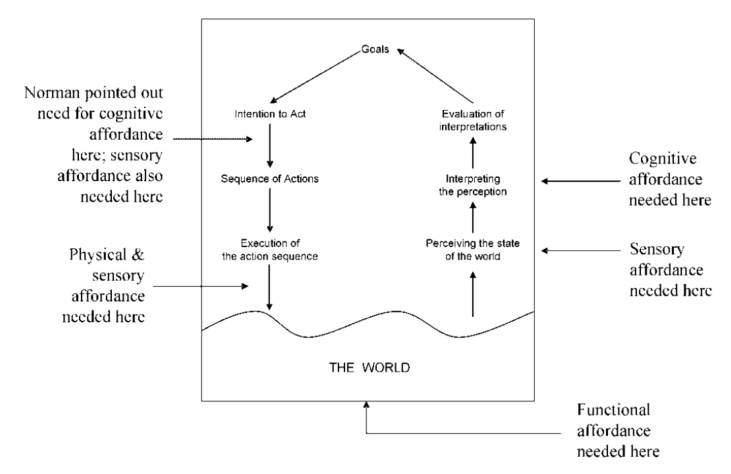 Goals
Norman pointed out
need for cognitive
affordance
here; sensory
affordance also
needed here
Intention to Act
Sequence of Actions
Execution of
the action sequence
Physical &
sensory
affordance
needed here
Evaluation of
interpretations
Interpreting
the perception
Perceiving the state
of the world
Cognitive
affordance
needed here
Sensory
affordance
needed here
THE WORLD
Functional
affordance
needed here